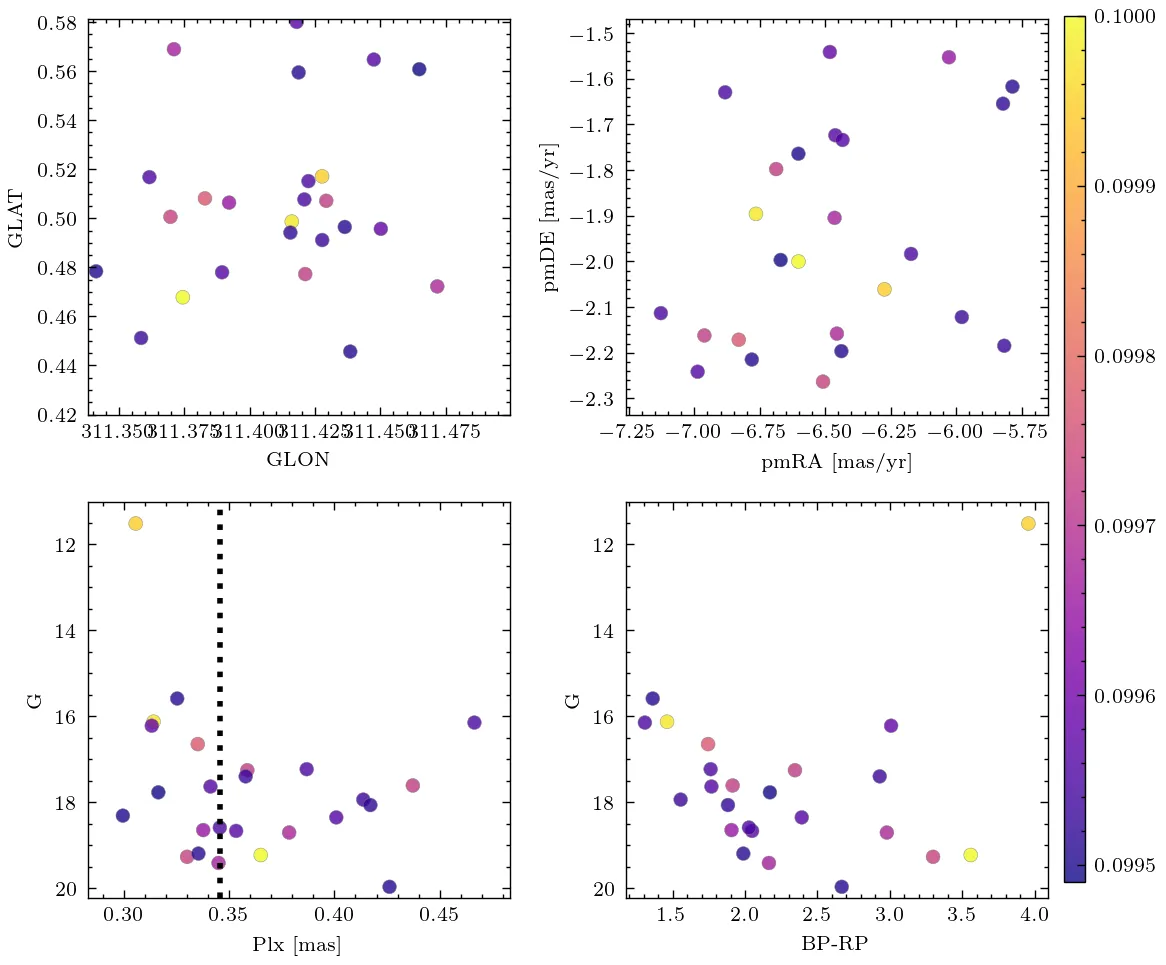 0.58
0.56
0.54
0.52
0.50
0.48
0.46
0.44
0.42
GLAT
311.350 311.375 311.400 311.425 311.450 311.475
GLON
−1.5
−1.6
−1.7
−1.8
−1.9
−2.0
−2.1
−2.2
−2.3
pmDE [mas/yr]
−7.25 −7.00 −6.75 −6.50 −6.25 −6.00 −5.75
pmRA [mas/yr]
12
14
16
18
20
G
0.30 0.35 0.40 0.45
Plx [mas]
12
14
16
18
20
G
1.5 2.0 2.5 3.0 3.5 4.0
BP-RP
0.1000
0.0999
0.0998
0.0997
0.0996
0.0995